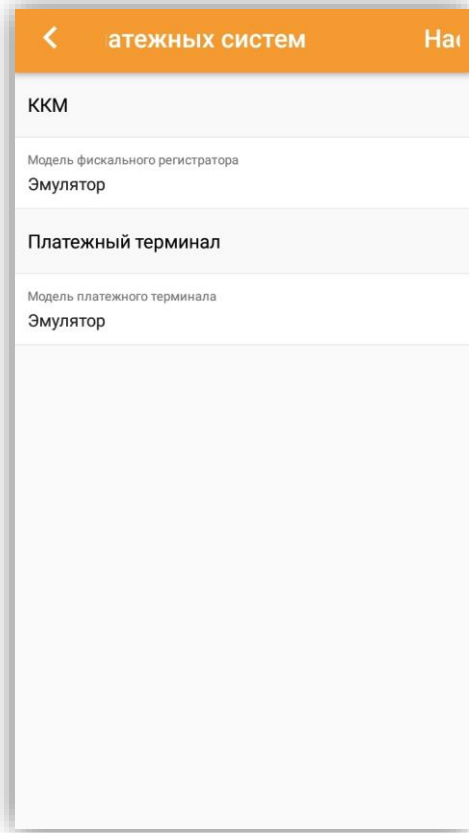 атежных систем Нас
ККМ
Модель фискального регистратора
Эмулятор
Платежный терминал
Модель платежного терминала
Эмулятор